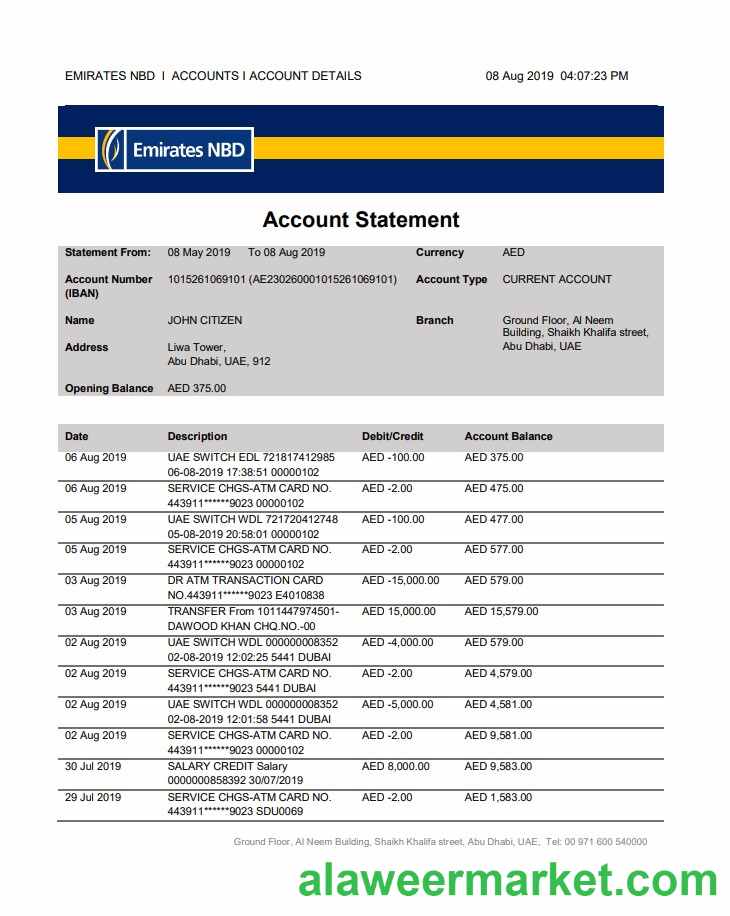 EMIRATES NBD I ACCOUNTS I ACCOUNT DETAILS 08 Aug 2019 04:07:23 PM
Emirates NBD
Account Statement
Statement From: 08 May 2019 To 08 Aug 2019 Currency AED
Account Number 1015261069101 (AE230260001015261069101) Account Type CURRENT ACCOUNT
(IBAN)
Name JOHN CITIZEN Branch Ground Floor, Al Neem
Building, Shaikh Khalifa street,
Address Liwa Tower, Abu Dhabi, UAE
Abu Dhabi, UAE, 912
Opening Balance AED 375.00
Date Description Debit/Credit Account Balance
06 Aug 2019 UAE SWITCH EDL 721817412985 AED -100.00 AED 375.00
06-08-2019 17:38:51 00000102
06 Aug 2019 SERVICE CHGS-ATM CARD NO. AED -2.00 AED 475.00
443911******9023 00000102
05 Aug 2019 UAE SWITCH WDL 721720412748 AED -100.00 AED 477.00
05-08-2019 20:58:01 00000102
05 Aug 2019 SERVICE CHGS-ATM CARD NO. AED -2.00 AED 577.00
443911******9023 00000102
03 Aug 2019 DR ATM TRANSACTION CARD AED -15,000.00 AED 579.00
NO.443911******9023 E4010838
03 Aug 2019 TRANSFER From 1011447974501- AED 15,000.00 AED 15,579.00
DAWOOD KHAN CHQ.NO.-00
02 Aug 2019 UAE SWITCH WDL 000000008352 AED -4,000.00 AED 579.00
02-08-2019 12:02:25 5441 DUBAI
02 Aug 2019 SERVICE CHGS-ATM CARD NO. AED -2.00 AED 4,579.00
443911******9023 5441 DUBAI
02 Aug 2019 UAE SWITCH WDL 000000008352 AED -5,000.00 AED 4,581.00
02-08-2019 12:01:58 5441 DUBAI
02 Aug 2019 SERVICE CHGS-ATM CARD NO. AED -2.00 AED 9,581.00
443911******9023 00000102
30 Jul 2019 SALARY CREDIT Salary AED 8,000.00 AED 9,583.00
0000000858392 30/07/2019
29 Jul 2019 SERVICE CHGS-ATM CARD NO. AED -2.00 AED 1,583.00
443911******9023 SDU0069
Ground Floor, Al Neem Building, Shaikh Khalifa street, Abu Dhabi, UAE, Tel: 00 971 600 540000
alaweermarket.com